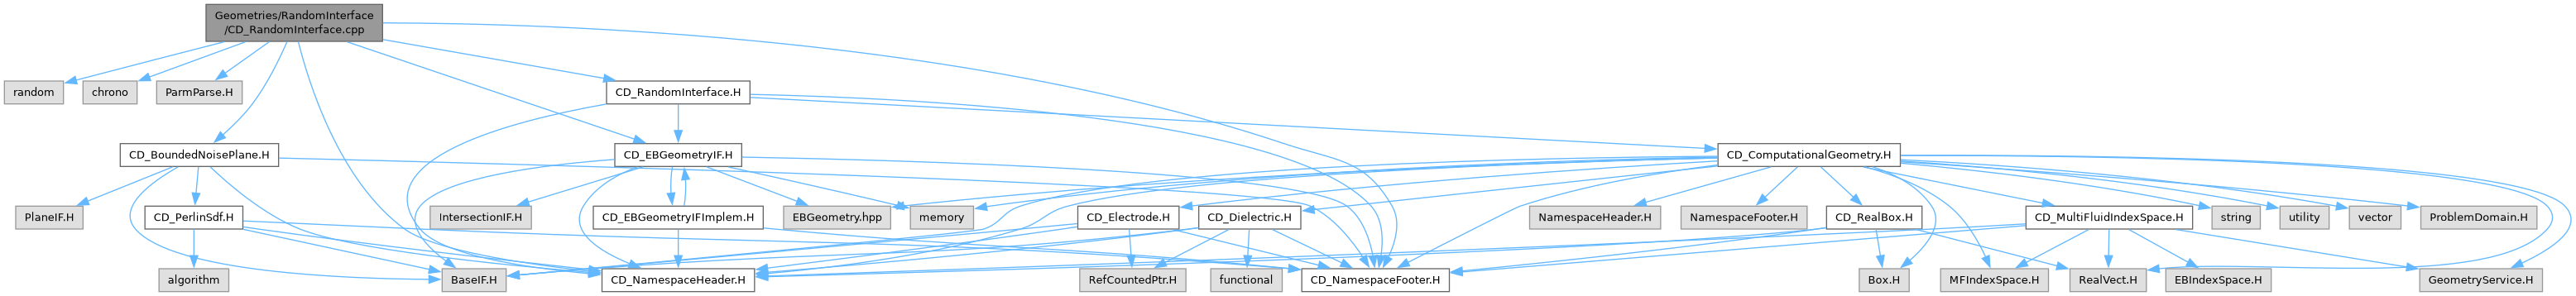 Geometries/RandomInterface
/CD_RandomInterface.cpp
random
chrono
ParmParse.H
CD_RandomInterface.H
CD_BoundedNoisePlane.H
CD_EBGeometryIF.H
CD_ComputationalGeometry.H
PlaneIF.H
CD_PerlinSdf.H
IntersectionIF.H
CD_EBGeometryIFImplem.H
EBGeometry.hpp
memory
CD_Electrode.H
CD_Dielectric.H
NamespaceHeader.H
NamespaceFooter.H
CD_RealBox.H
CD_MultiFluidIndexSpace.H
string
utility
vector
ProblemDomain.H
algorithm
BaseIF.H
CD_NamespaceHeader.H
RefCountedPtr.H
functional
CD_NamespaceFooter.H
Box.H
MFIndexSpace.H
RealVect.H
EBIndexSpace.H
GeometryService.H